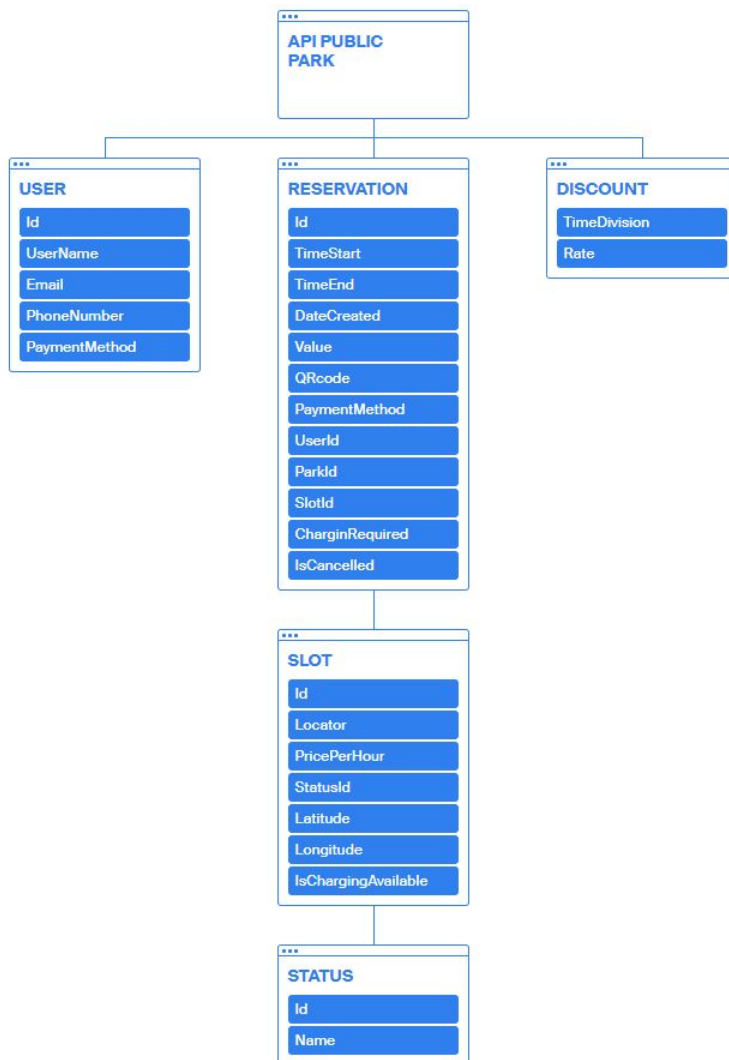 API PUBLIC
PARK
USER
Id
UserName
Email
PhoneNumber
PaymentMethod
RESERVATION
Id
TimeStart
TimeEnd
DateCreated
Value
QRcode
PaymentMethod
UserId
ParkId
SlotId
CharginRequired
IsCancelled
DISCOUNT
TimeDivision
Rate
SLOT
Id
Locator
PricePerHour
StatusId
Latitude
Longitude
IsChargingAvailable
STATUS
Id
Name